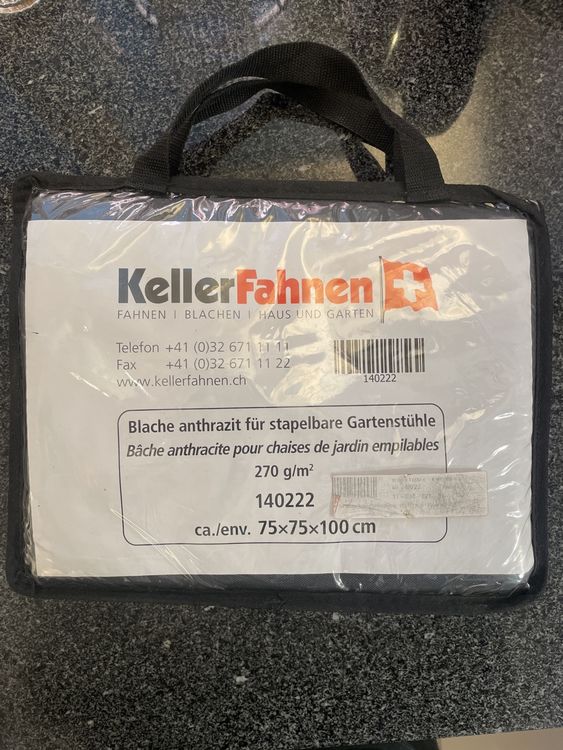 KellerFahnen
FAHNEN | BLACHEN | HAUS UND GARTEN
Telefon +41 (0)32 671 11 11
Fax +41 (0)32 671 11 22
www.kellerfahnen.ch
140222
Blache anthrazit für stapelbare Gartenstühle
Bâche anthracite pour chaises de jardin empilables
270 g/m²
140222
ca./env. 75×75×100 cm